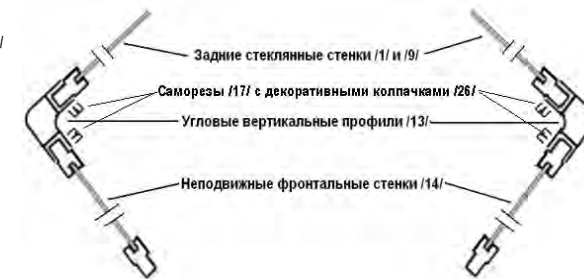 Задние стеклянные стенки /1/ и /9/
Саморезы /17/ с декоративными колпачками /26/
Угловые вертикальные профили /13/
Неподвижные фронтальные стенки /14/